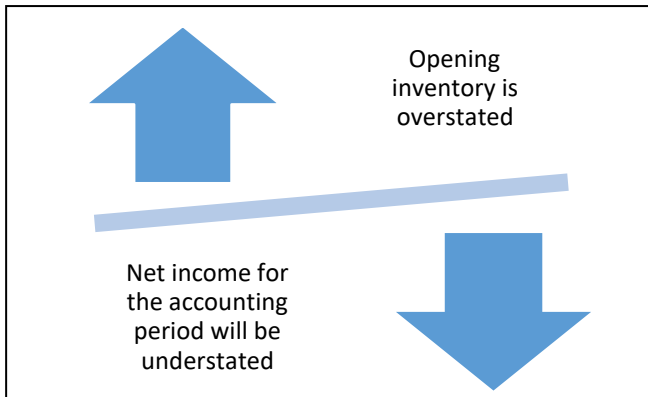 Opening
inventory is
overstated
Net income for
the accounting
period will be
understated